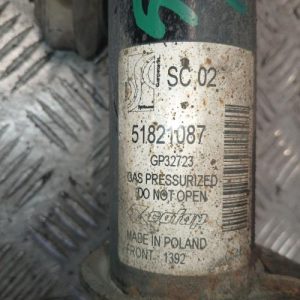 SC.02
51821087
GP32723
GAS PRESSURIZED
DO NOT OPEN
MADE IN POLAND
FRONT - 1392